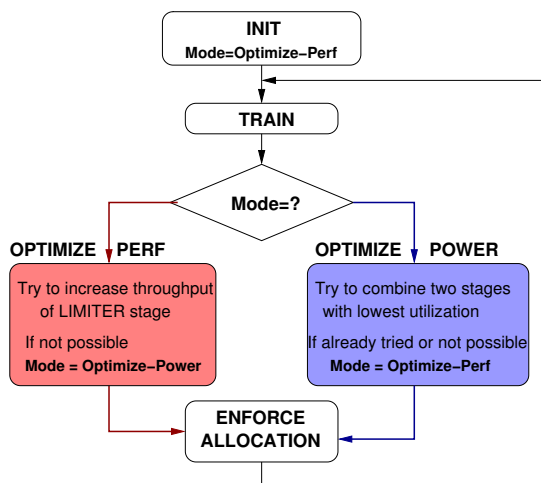 INIT
Mode=Optimize−Perf
TRAIN
Mode=?
OPTIMIZE PERF
Try to increase throughput
of LIMITER stage
If not possible
Mode = Optimize−Power
OPTIMIZE POWER
Try to combine two stages
with lowest utilization
If already tried or not possible
Mode = Optimize−Perf
ENFORCE
ALLOCATION